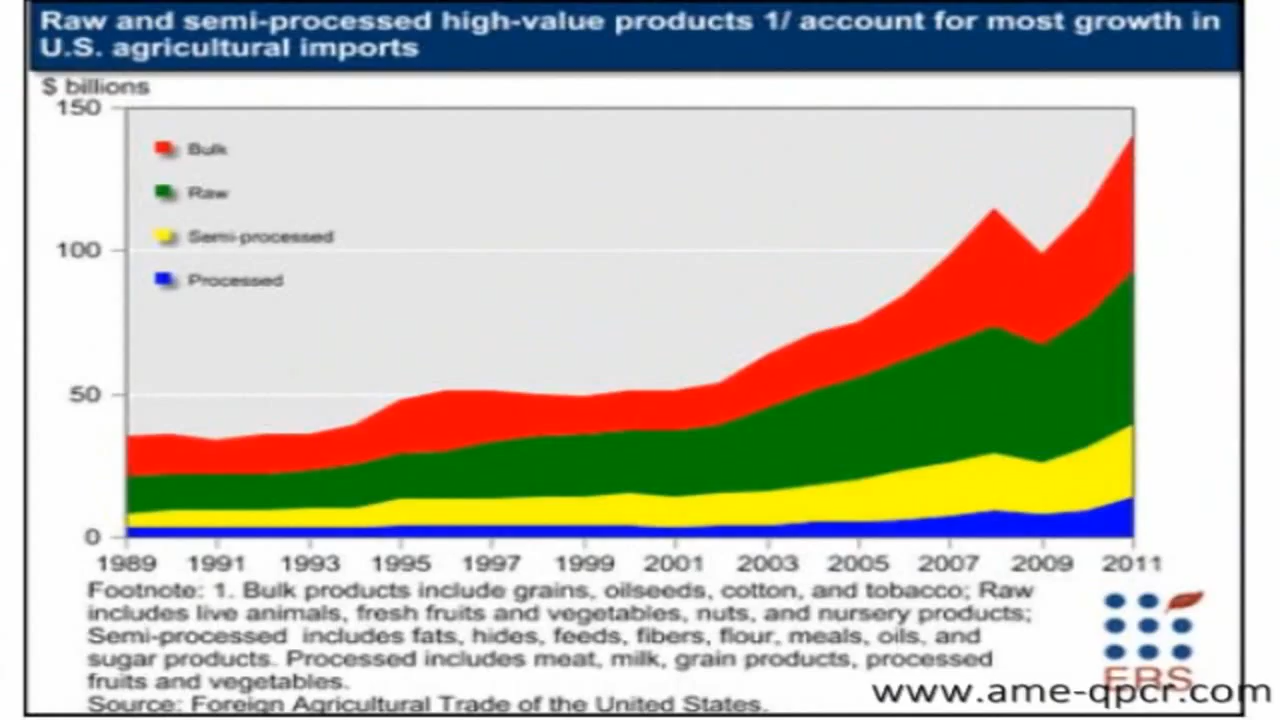 Raw and semi-processed high-value products 1/ account for most growth in
U.S. agricultural imports
$ billions
150
100
50
0
Bulk
Raw
Semi-processed
Processed
1989 1991 1993 1995 1997 1999 2001 2003 2005 2007 2009 2011
Footnote: 1. Bulk products include grains, oilseeds, cotton, and tobacco; Raw
includes live animals, fresh fruits and vegetables, nuts, and nursery products;
Semi-processed includes fats, hides, feeds, fibers, flour, meals, oils, and
sugar products. Processed includes meat, milk, grain products, processed
fruits and vegetables.
Source: Foreign Agricultural Trade of the United States.
ERS
www.ame-qpcr.com